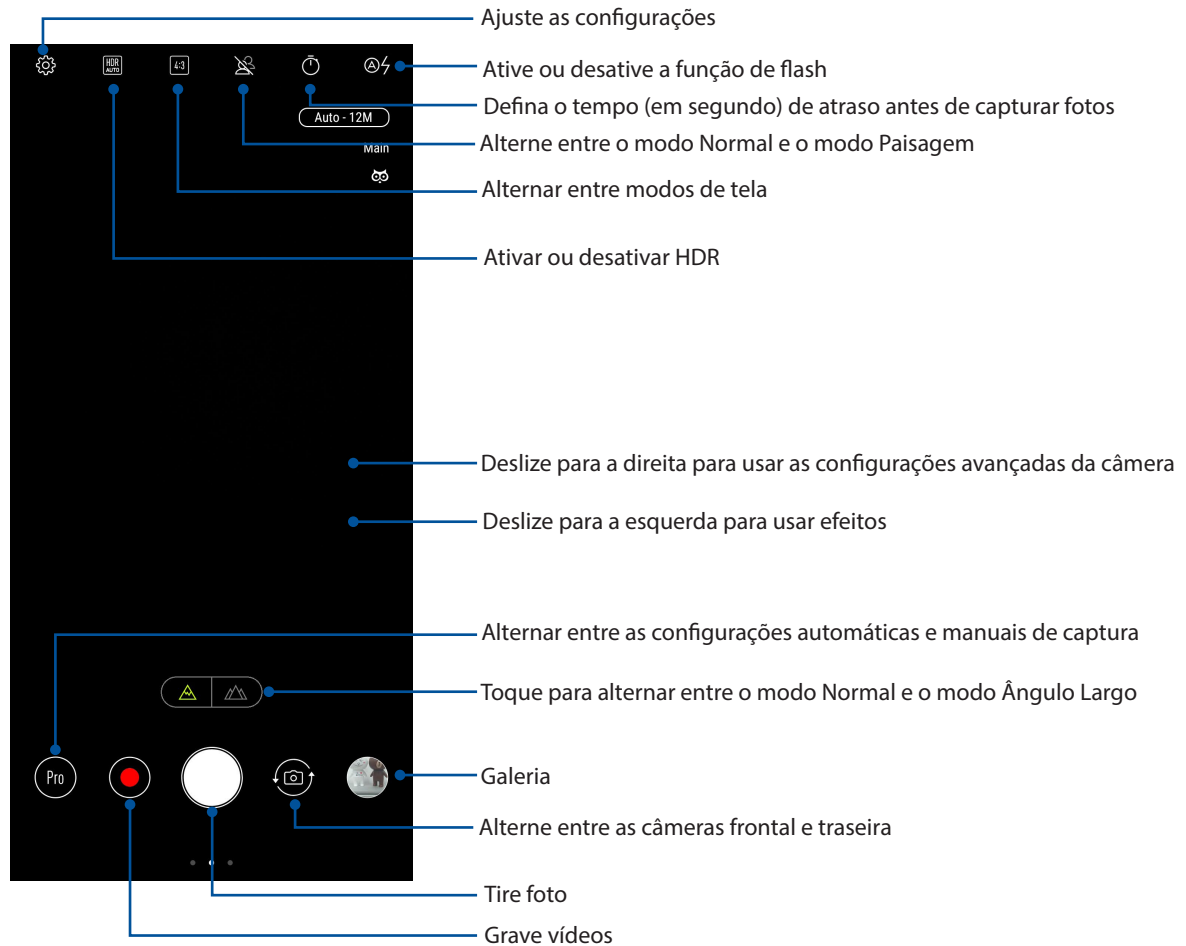 Ajuste as configurações
HDR
AUTO
4:3
A
Ative ou desative a função de flash
Defina o tempo (em segundo) de atraso antes de capturar fotos
Auto - 12M
Alterne entre o modo Normal e o modo Paisagem
Main
Alternar entre modos de tela
Ativar ou desativar HDR
Deslize para a direita para usar as configurações avançadas da câmera
Deslize para a esquerda para usar efeitos
Alternar entre as configurações automáticas e manuais de captura
Toque para alternar entre o modo Normal e o modo Ângulo Largo
Pro
Galeria
Alterne entre as câmeras frontal e traseira
Tire foto
Grave vídeos